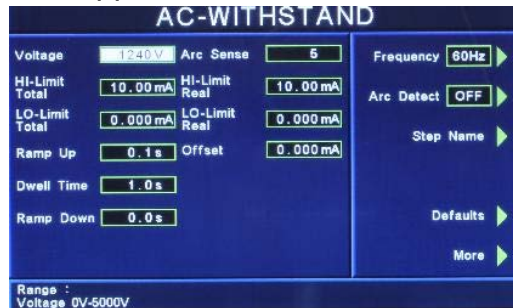 AC-WITHSTAND
Voltage 1240V Arc Sense 5 Frequency 60Hz
HI-Limit Total 10.00mA HI-Limit Real 10.00mA
Arc Detect OFF
LO-Limit Total 0.000mA LO-Limit Real 0.000mA
Step Name
Ramp Up 0.1s Offset 0.000mA
Dwell Time 1.0s
Ramp Down 0.0s Defaults
More
Range :
Voltage 0V-5000V